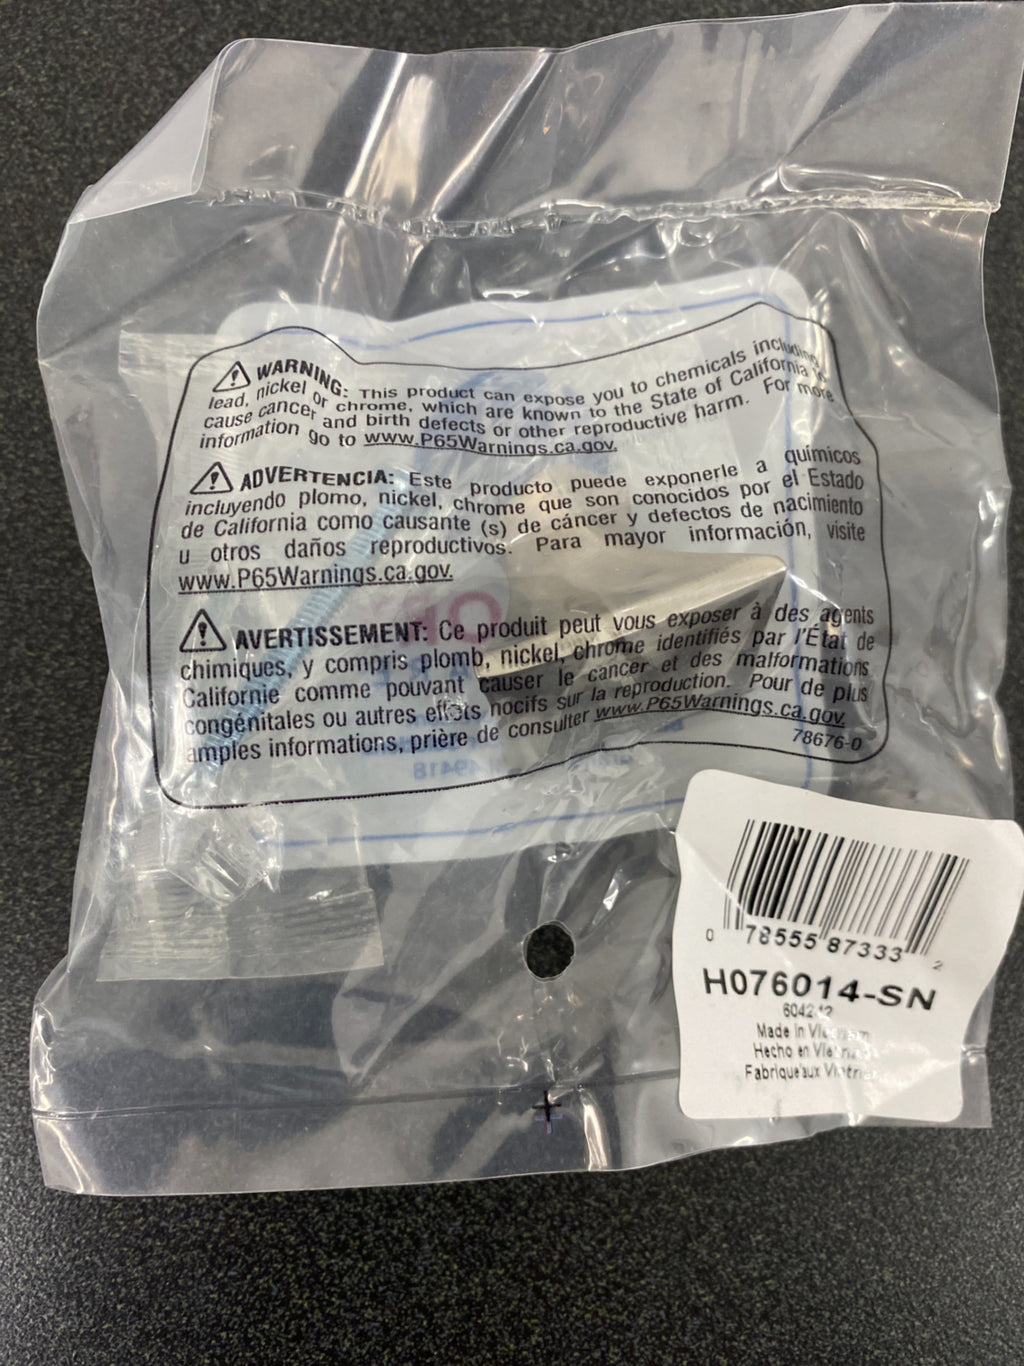 WARNING: This product can expose you to chemicals including
lead, nickel or chrome, which are known to the State of California to
cause cancer and birth defects or other reproductive harm. For more
information go to www.P65Warnings.ca.gov.
ADVERTENCIA: Este producto puede exponerle a químicos
incluyendo plomo, nickel, chrome que son conocidos por el Estado
de California como causante (s) de cáncer y defectos de nacimiento
u otros daños reproductivos. Para mayor información, visite
www.P65Warnings.ca.gov.
AVERTISSEMENT: Ce produit peut vous exposer à des agents
chimiques, y compris plomb, nickel, chrome identifiés par l'État de
Californie comme pouvant causer le cancer et des malformations
congénitales ou autres effets nocifs sur la reproduction. Pour de plus
amples informations, prière de consulter www.P65Warnings.ca.gov.
78676-0
0 78555 87333 2
H076014-SN
Made in Vietnam
Hecho en Vietnam
Fabrique'aux